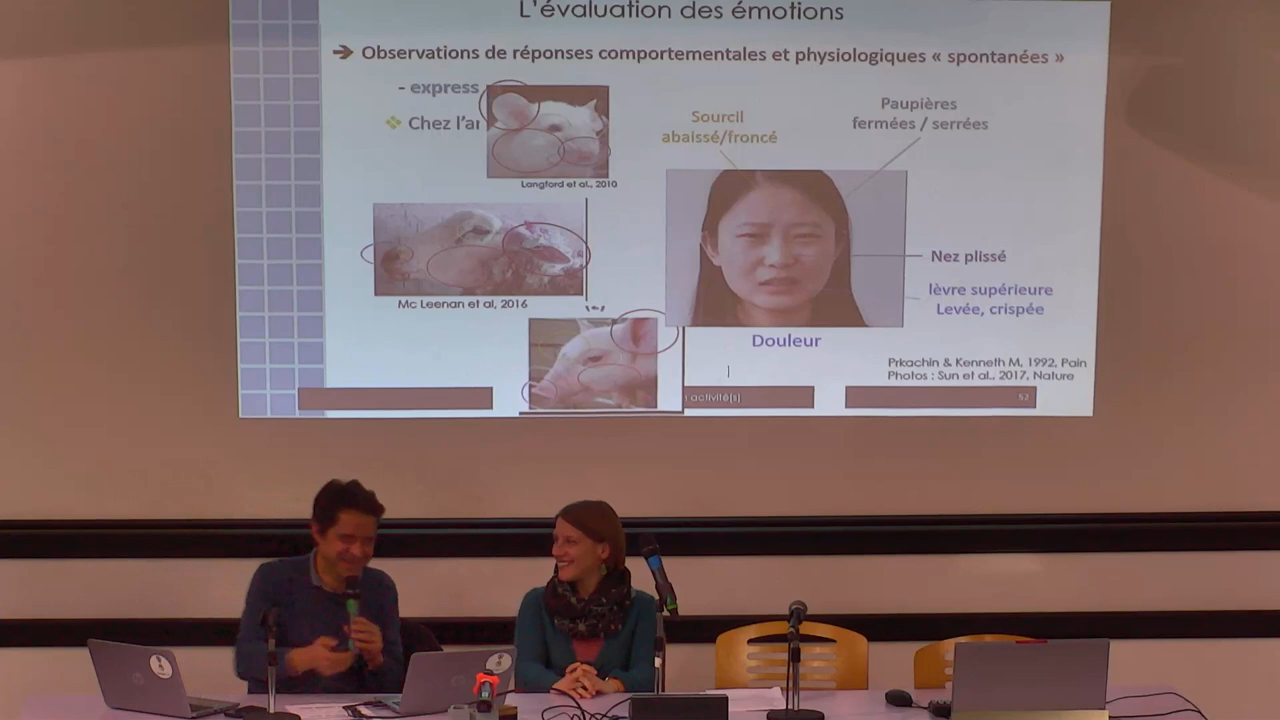 L'évaluation des émotions
➔ Observations de réponses comportementales et physiologiques « spontanées »
- express
❖ Chez l'ar
Langford et al., 2010
Mc Leenan et al, 2016
Sourcil
abaissé/froncé
Paupières
fermées / serrées
Nez plissé
lèvre supérieure
Levée, crispée
Douleur
Prkachin & Kenneth M, 1992, Pain
Photos : Sun et al., 2017, Nature
activité(s)
52